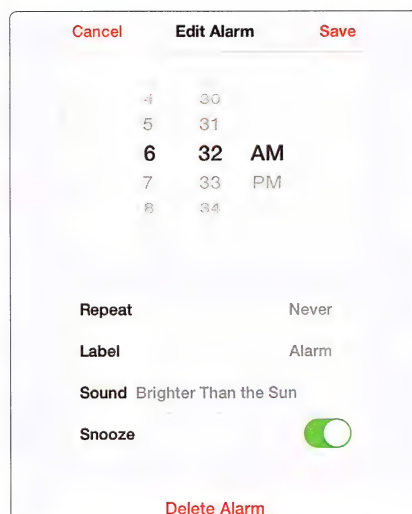 Cancel Edit Alarm Save
4 30
5 31
6 32 AM
7 33 PM
8 34
Repeat Never
Label Alarm
Sound Brighter Than the Sun
Snooze
Delete Alarm